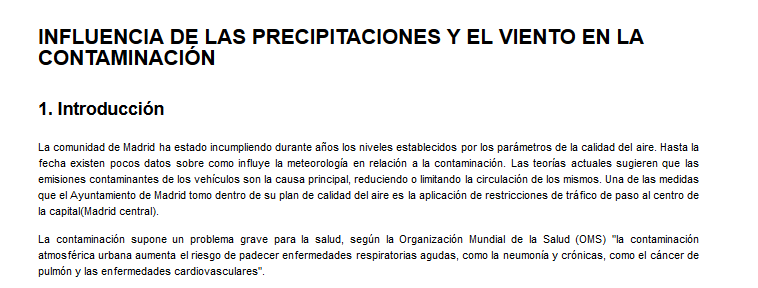 INFLUENCIA DE LAS PRECIPITACIONES Y EL VIENTO EN LA
CONTAMINACIÓN
1. Introducción
La comunidad de Madrid ha estado incumpliendo durante años los niveles establecidos por los parámetros de la calidad del aire. Hasta la
fecha existen pocos datos sobre como influye la meteorología en relación a la contaminación. Las teorías actuales sugieren que las
emisiones contaminantes de los vehículos son la causa principal, reduciendo o limitando la circulación de los mismos. Una de las medidas
que el Ayuntamiento de Madrid tomo dentro de su plan de calidad del aire es la aplicación de restricciones de tráfico de paso al centro de
la capital(Madrid central).
La contaminación supone un problema grave para la salud, según la Organización Mundial de la Salud (OMS) "la contaminación
atmosférica urbana aumenta el riesgo de padecer enfermedades respiratorias agudas, como la neumonía y crónicas, como el cáncer de
pulmón y las enfermedades cardiovasculares".